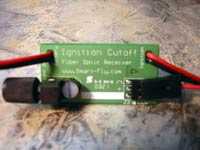 Ignition Cutoff
Fiber Optic Receiver
www.Smart-Fly.com